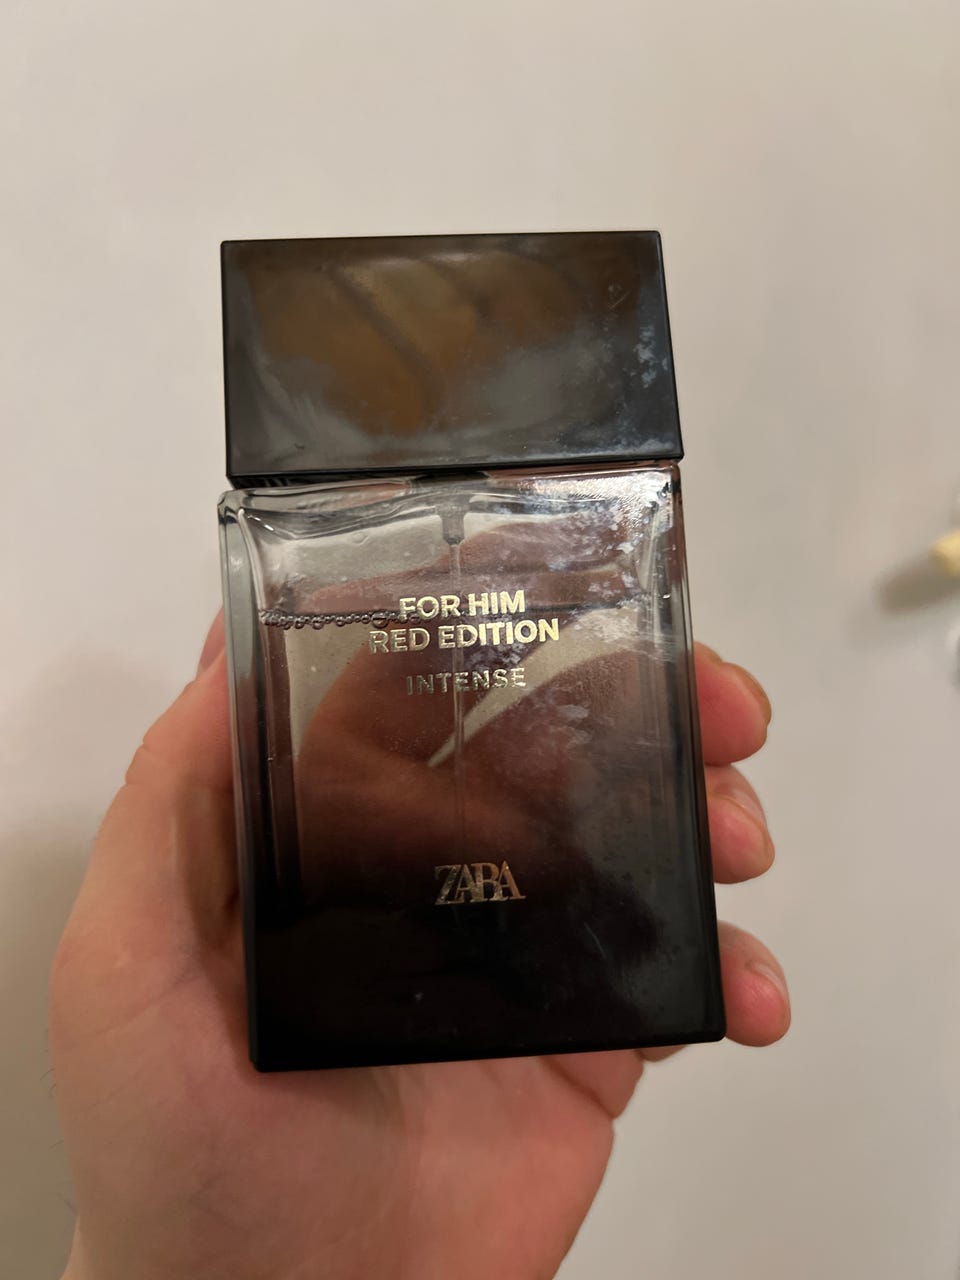 FOR HIM
RED EDITION
INTENSE
ZARA